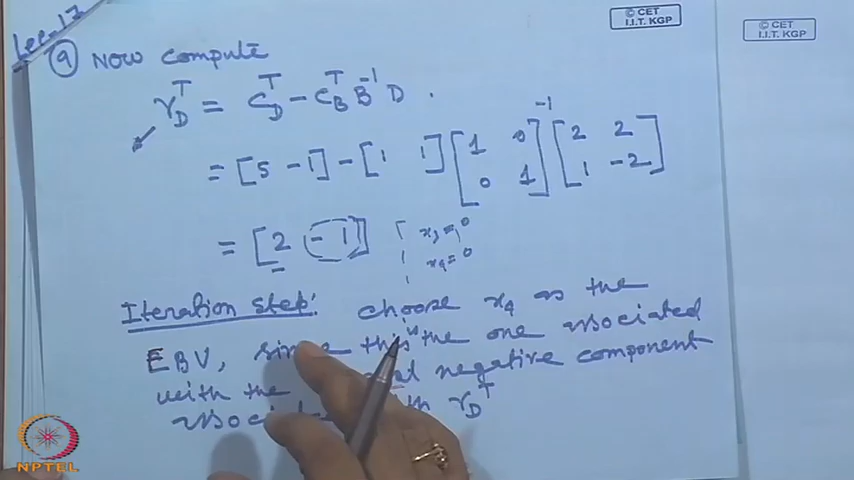 Lec-17
© CET
I.I.T. KGP
© CET
I.I.T. KGP
9 Now compute
r_D^T = C_D^T - C_B^T B^-1 D .
= [5 -1] - [1 1] [1 0; 0 1]^-1 [2 2; 1 -2]
= [2 -1]
x_4 = 0
Iteration Step: choose x_4 as the
EBV, since this is the one associated
with the negative component
with r_D^T
NPTEL